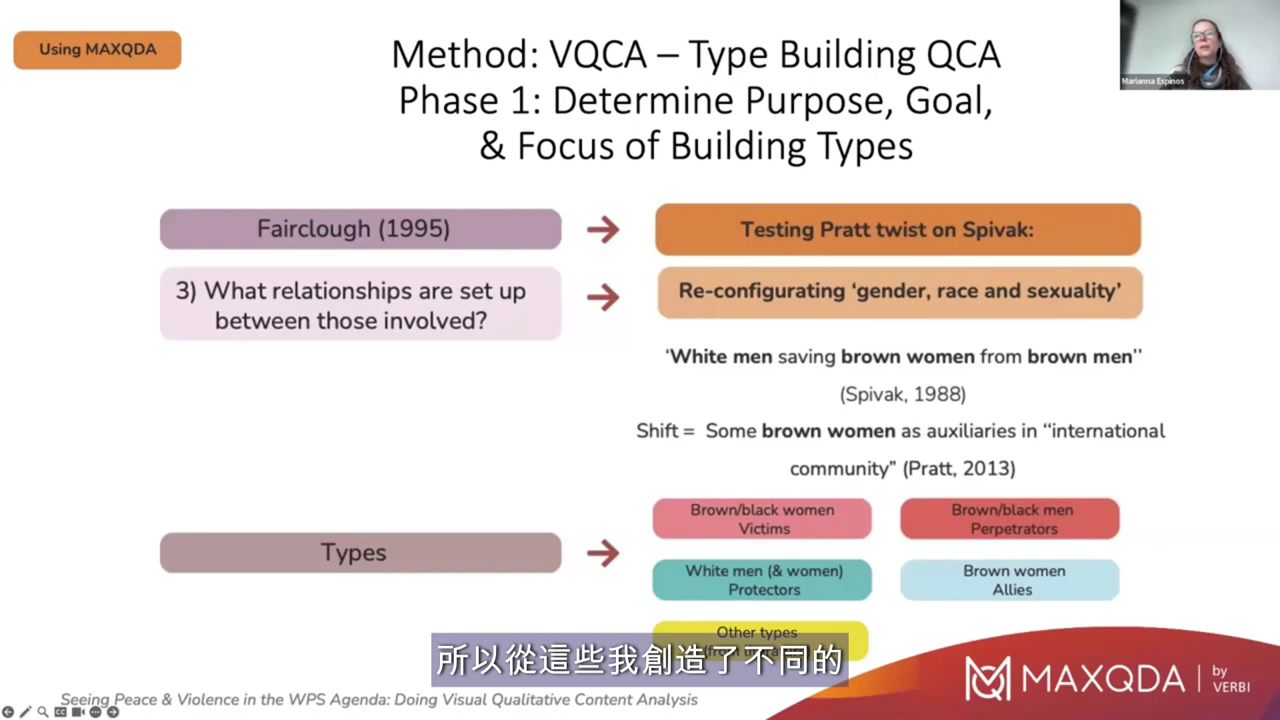 Using MAXQDA
Method: VQCA – Type Building QCA
Phase 1: Determine Purpose, Goal,
& Focus of Building Types
Marianna Espinos
Fairclough (1995)
Testing Pratt twist on Spivak:
3) What relationships are set up
between those involved?
Re-configurating ‘gender, race and sexuality’
‘White men saving brown women from brown men’’
(Spivak, 1988)
Shift = Some brown women as auxiliaries in “international
community” (Pratt, 2013)
Types
Brown/black women
Victims
Brown/black men
Perpetrators
White men (& women)
Protectors
Brown women
Allies
Other types
所以從這些我創造了不同的
MAXQDA
by
VERBI
Seeing Peace & Violence in the WPS Agenda: Doing Visual Qualitative Content Analysis